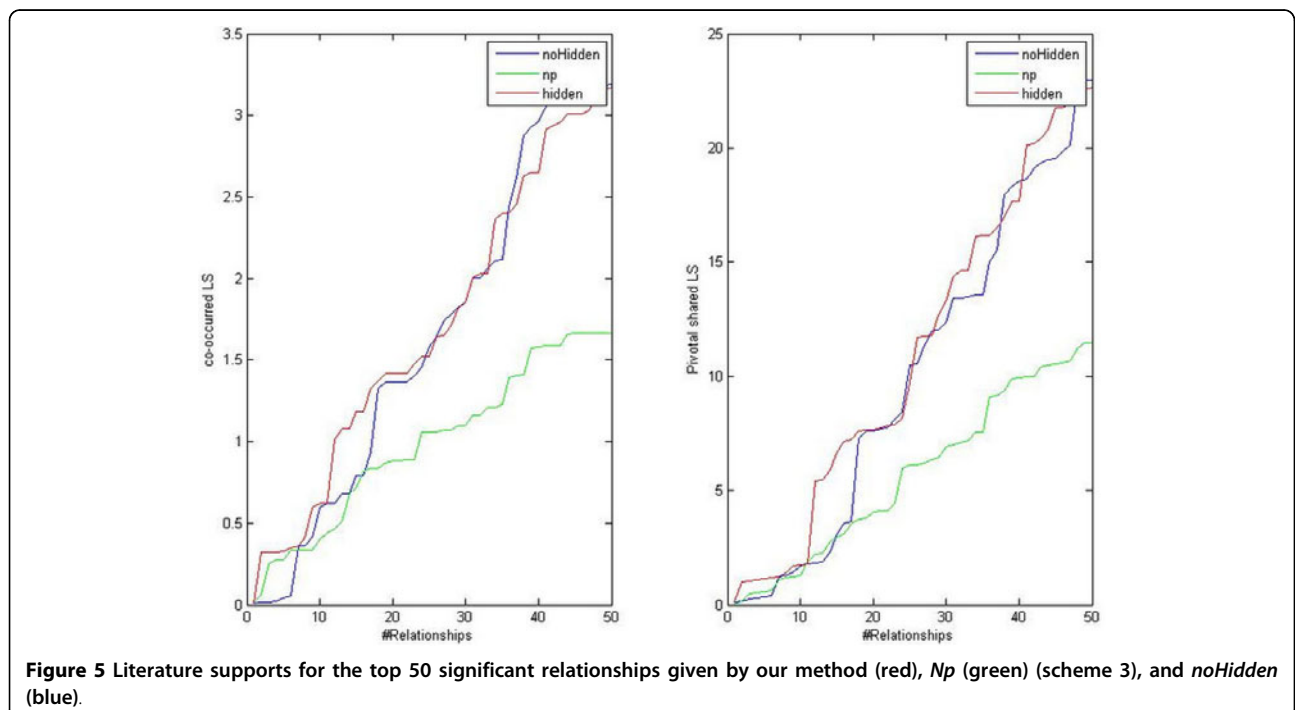 3.5
3
2.5
2
1.5
1
0.5
0
co-occurred LS
noHidden
np
hidden
0 10 20 30 40 50
#Relationships
25
20
15
10
5
0
Pivotal shared LS
noHidden
np
hidden
0 10 20 30 40 50
#Relationships
Figure 5 Literature supports for the top 50 significant relationships given by our method (red), Np (green) (scheme 3), and noHidden
(blue).